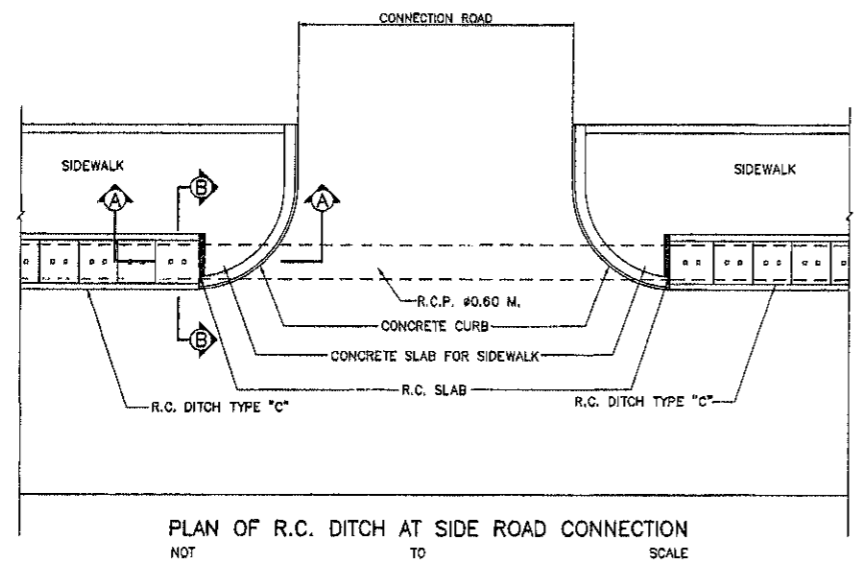 CONNECTION ROAD
SIDEWALK
SIDEWALK
B
A
A
R.C.P. ø0.60 M.
B
CONCRETE CURB
CONCRETE SLAB FOR SIDEWALK
R.C. SLAB
R.C. DITCH TYPE "C"
R.C. DITCH TYPE "C"
PLAN OF R.C. DITCH AT SIDE ROAD CONNECTION
NOT TO SCALE